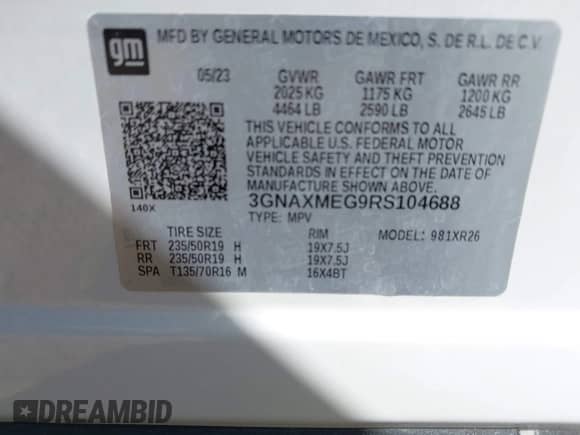 gm MFD BY GENERAL MOTORS DE MEXICO, S. DE R.L. DE C.V.
05/23 GVWR GAWR FRT GAWR RR
2025 KG 1175 KG 1200 KG
4464 LB 2590 LB 2645 LB
THIS VEHICLE CONFORMS TO ALL
APPLICABLE U.S. FEDERAL MOTOR
VEHICLE SAFETY AND THEFT PREVENTION
STANDARDS IN EFFECT ON THE DATE OF
MANUFACTURE SHOWN ABOVE.
140X 3GNAXMEG9RS104688
TYPE: MPV
TIRE SIZE RIM MODEL: 981XR26
FRT 235/50R19 H 19X7.5J
RR 235/50R19 H 19X7.5J
SPA T135/70R16 M 16X4BT
DREAMBID